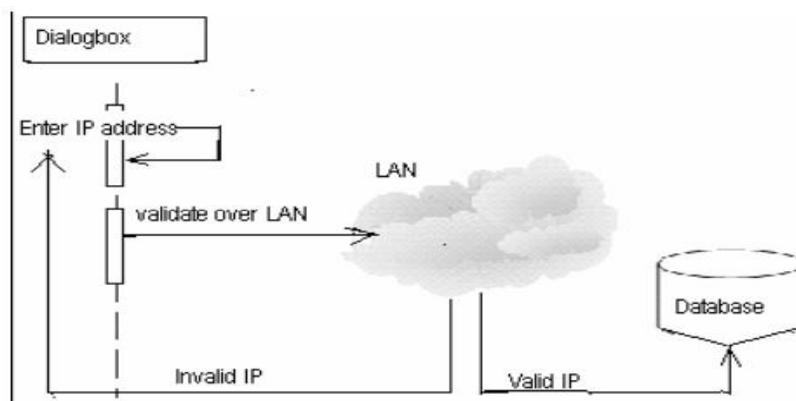 Dialogbox
Enter IP address
LAN
validate over LAN
Database
Invalid IP
Valid IP